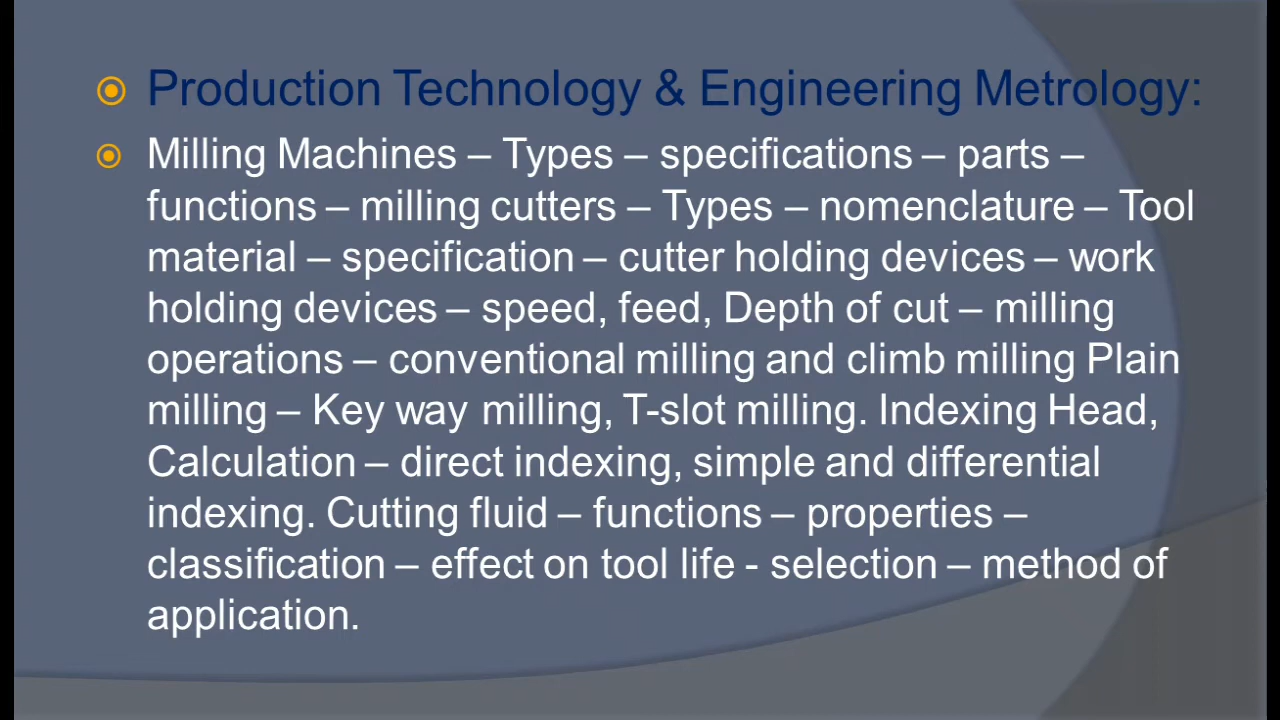 Production Technology & Engineering Metrology:
Milling Machines – Types – specifications – parts –
functions – milling cutters – Types – nomenclature – Tool
material – specification – cutter holding devices – work
holding devices – speed, feed, Depth of cut – milling
operations – conventional milling and climb milling Plain
milling – Key way milling, T-slot milling. Indexing Head,
Calculation – direct indexing, simple and differential
indexing. Cutting fluid – functions – properties –
classification – effect on tool life - selection – method of
application.